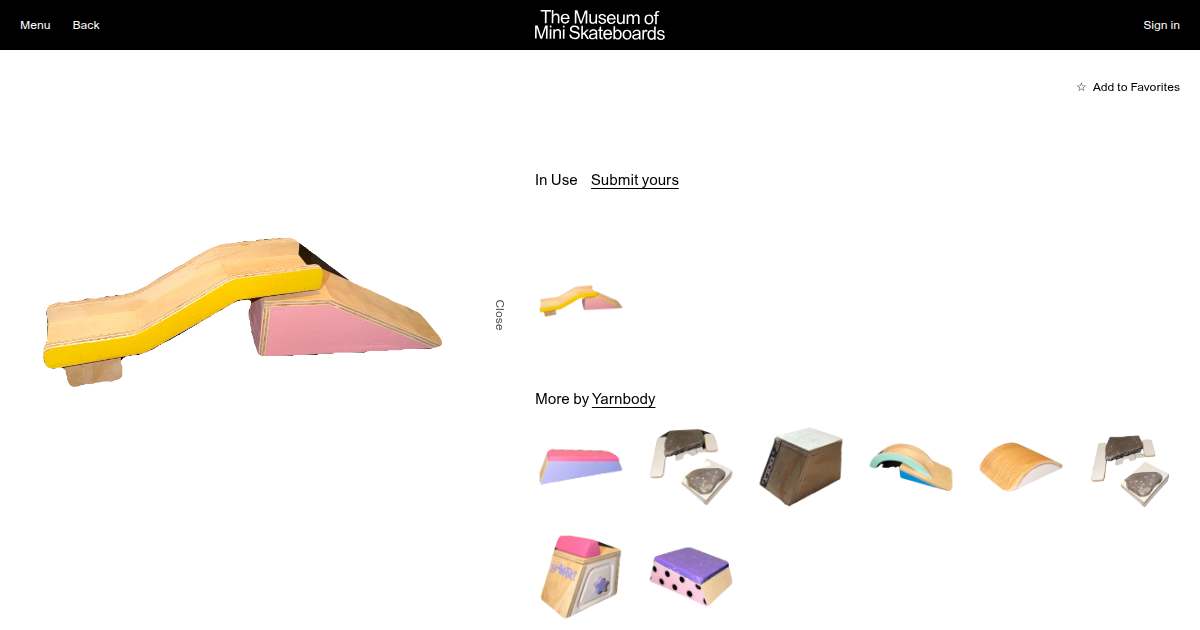 Menu
Back
The Museum of
Mini Skateboards
Sign in
☆ Add to Favorites
In Use
Submit yours
Close
More by Yarnbody